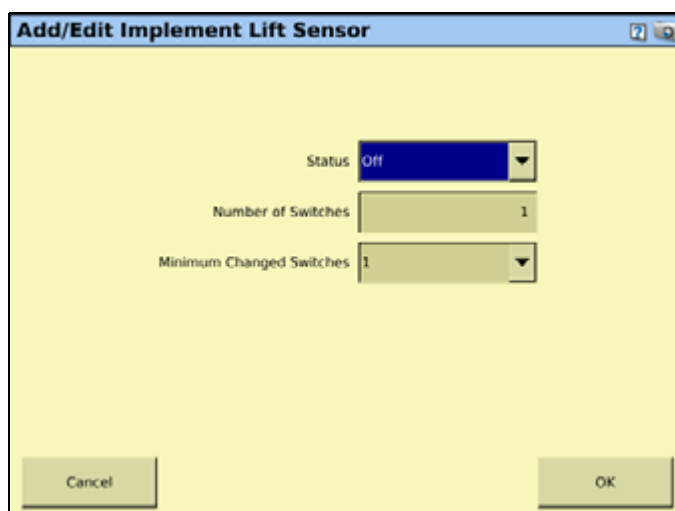 Add/Edit Implement Lift Sensor
Status Off
Number of Switches 1
Minimum Changed Switches 1
Cancel OK